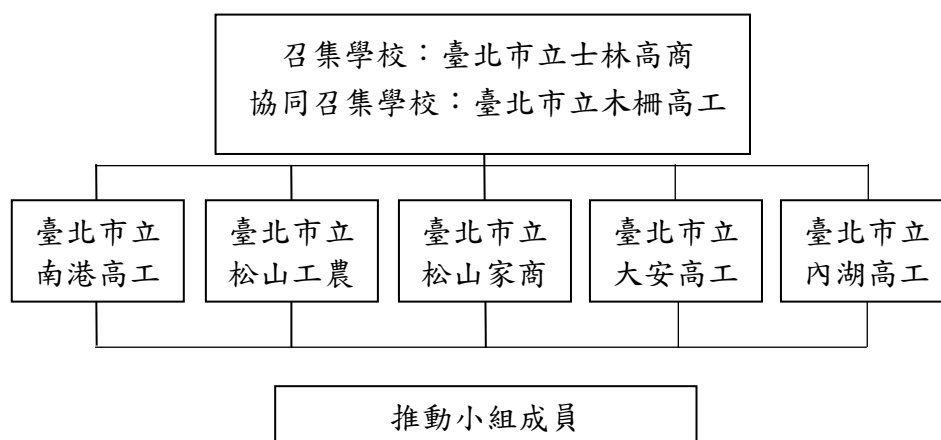 召集學校：臺北市立士林高商
協同召集學校：臺北市立木柵高工
臺北市立
南港高工
臺北市立
松山工農
臺北市立
松山家商
臺北市立
大安高工
臺北市立
內湖高工
推動小組成員